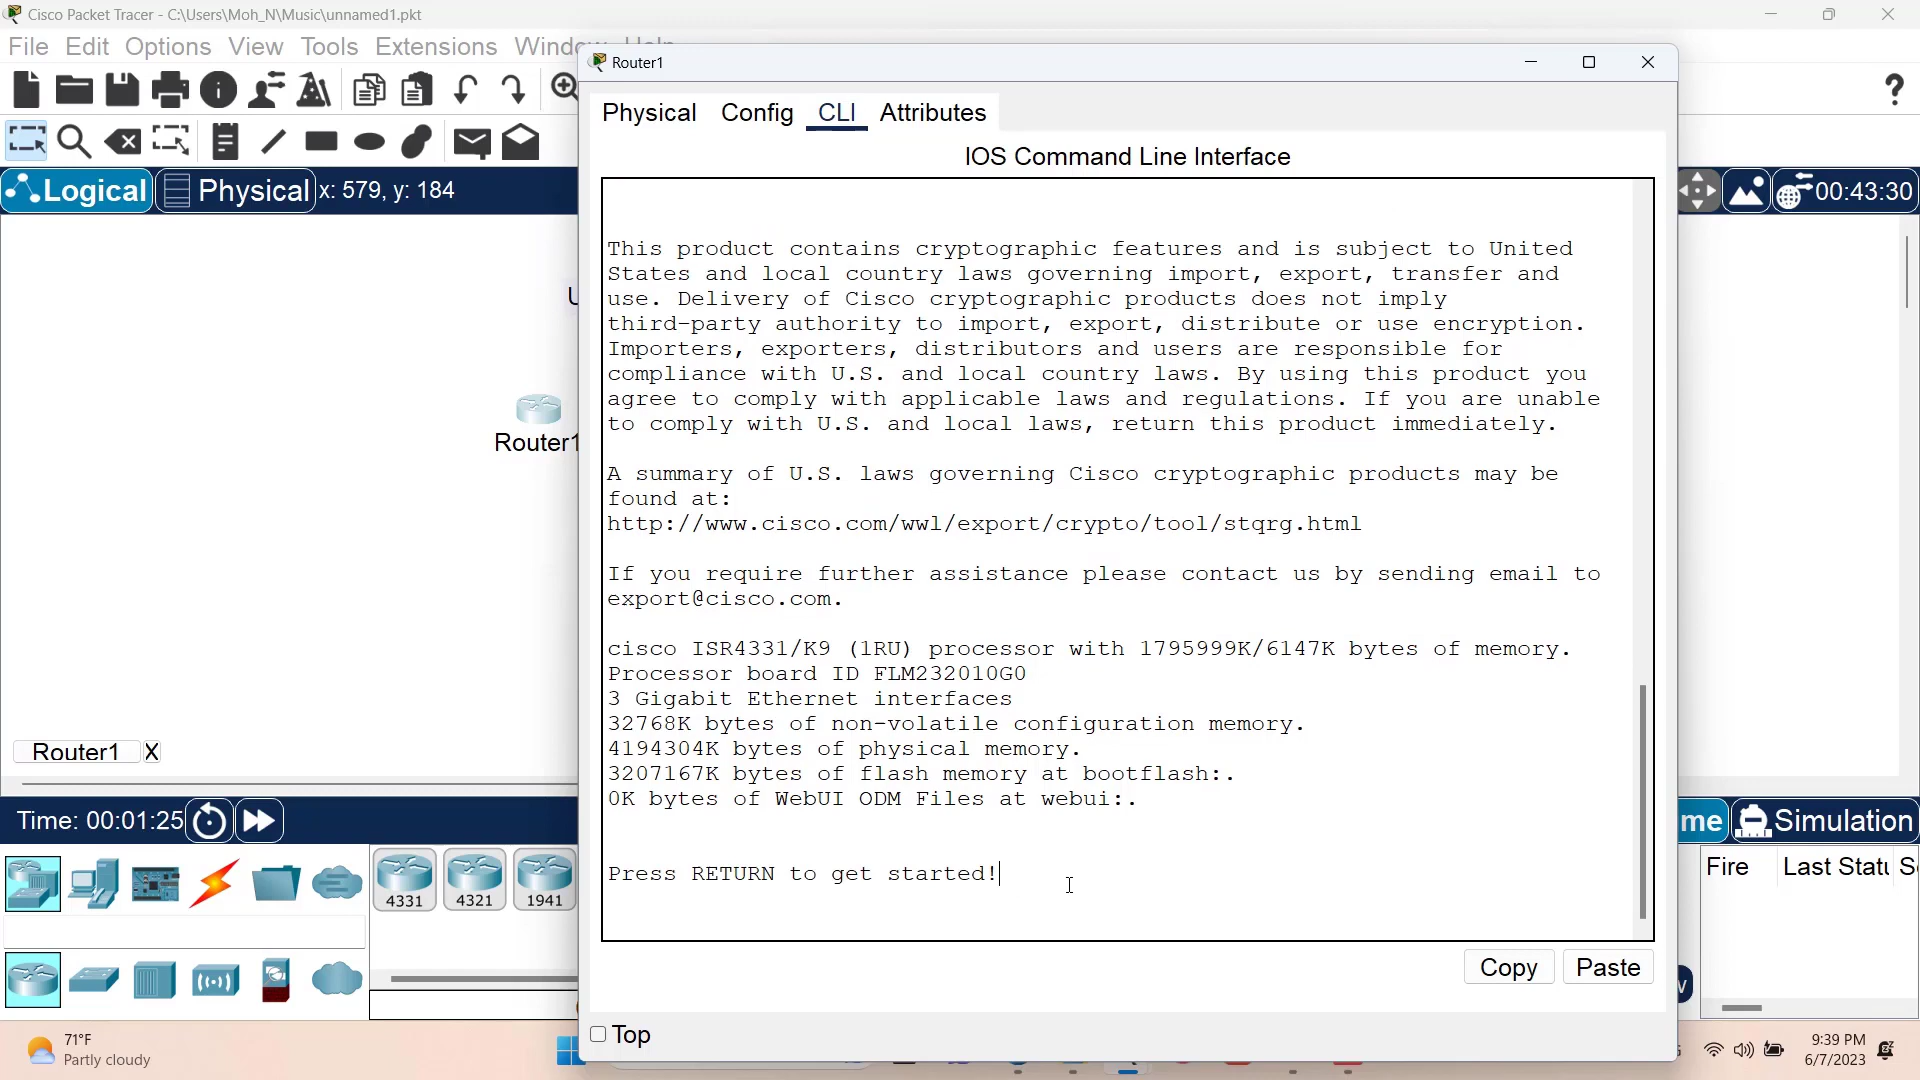 Cisco Packet Tracer - C:\Users\Moh_N\Music\unnamed1.pkt
File Edit Options View Tools Extensions Window Help
Router1
Physical Config CLI Attributes
IOS Command Line Interface
Logical Physical x: 579, y: 184
00:43:30
This product contains cryptographic features and is subject to United
States and local country laws governing import, export, transfer and
use. Delivery of Cisco cryptographic products does not imply
third-party authority to import, export, distribute or use encryption.
Importers, exporters, distributors and users are responsible for
compliance with U.S. and local country laws. By using this product you
agree to comply with applicable laws and regulations. If you are unable
to comply with U.S. and local laws, return this product immediately.
A summary of U.S. laws governing Cisco cryptographic products may be
found at:
http://www.cisco.com/wwl/export/crypto/tool/stqrg.html
If you require further assistance please contact us by sending email to
export@cisco.com.
cisco ISR4331/K9 (1RU) processor with 1795999K/6147K bytes of memory.
Processor board ID FLM232010G0
3 Gigabit Ethernet interfaces
32768K bytes of non-volatile configuration memory.
4194304K bytes of physical memory.
3207167K bytes of flash memory at bootflash:.
0K bytes of WebUI ODM Files at webui:.
Press RETURN to get started!
Copy Paste
Top
Router1
Router1 X
Time: 00:01:25
4331 4321 1941
me Simulation
Fire Last Statu S
71°F
Partly cloudy
9:39 PM
6/7/2023